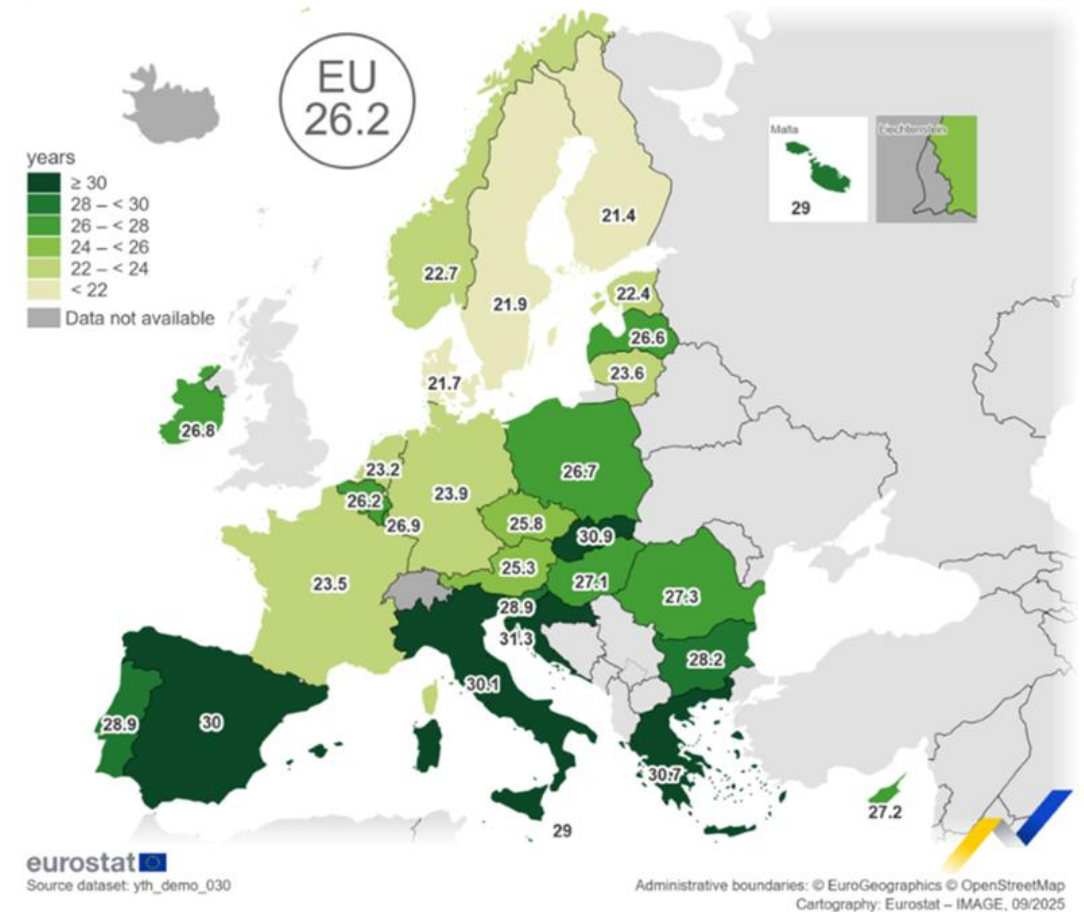 EU
26.2
years
≥ 30
28 – < 30
26 – < 28
24 – < 26
22 – < 24
< 22
Data not available
Malta
29
Liechtenstein
21.4
22.7
21.9
22.4
26.6
23.6
21.7
26.8
23.2
26.2
26.9
23.9
26.7
25.8
30.9
23.5
25.3
27.1
27.3
28.9
31.3
28.2
30.1
28.9
30
30.7
29
27.2
eurostat
Source dataset: yth_demo_030
Administrative boundaries: © EuroGeographics © OpenStreetMap
Cartography: Eurostat – IMAGE, 09/2025